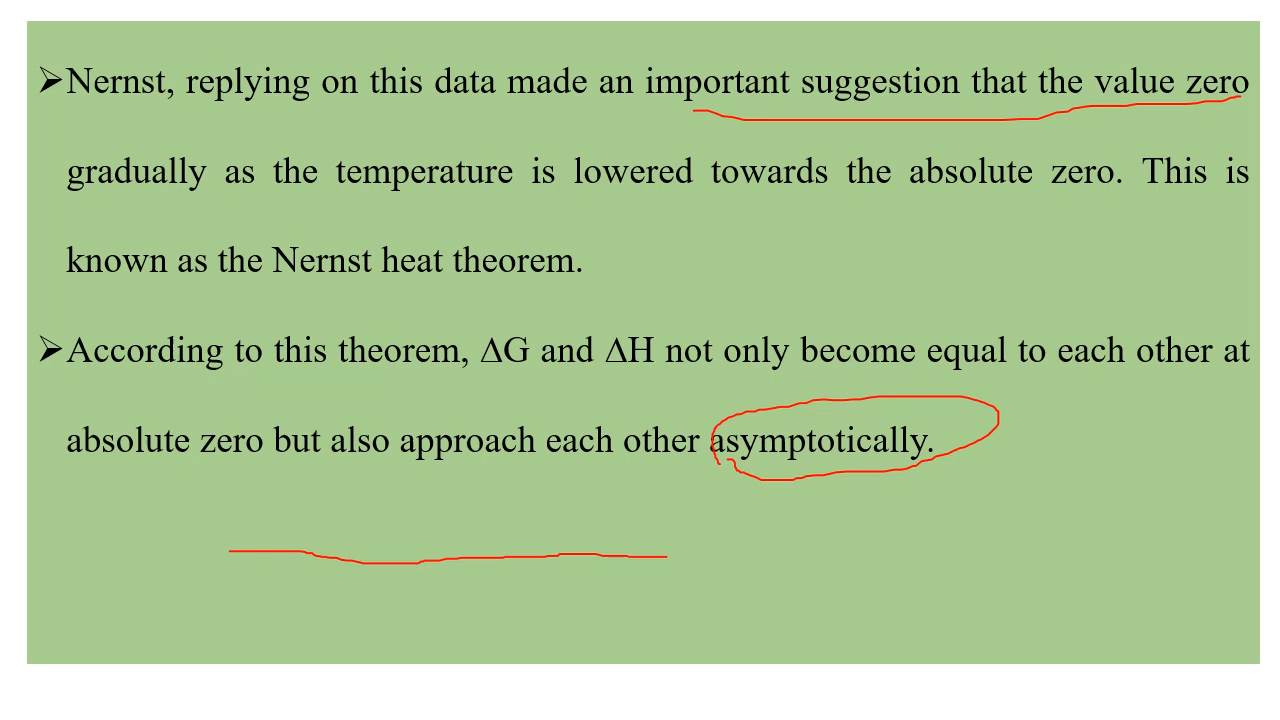 ➢Nernst, replying on this data made an important suggestion that the value zero
gradually as the temperature is lowered towards the absolute zero. This is
known as the Nernst heat theorem.
➢According to this theorem, ΔG and ΔH not only become equal to each other at
absolute zero but also approach each other asymptotically.